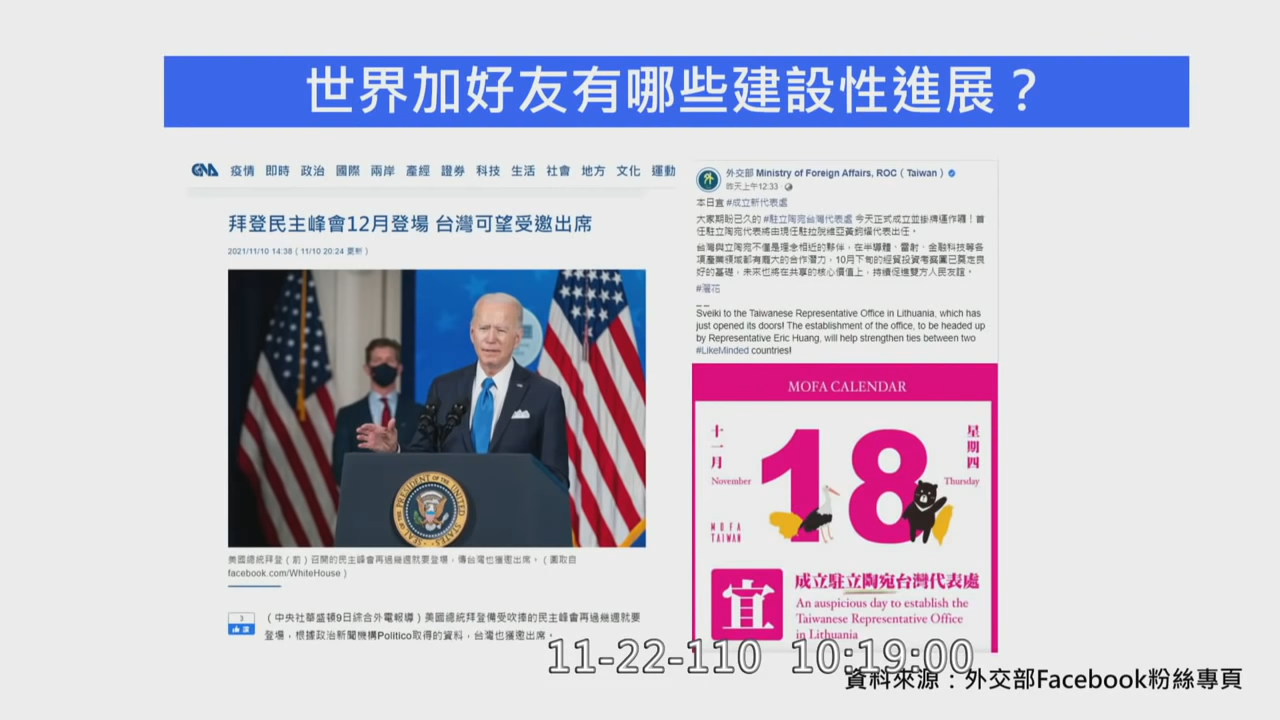 世界加好友有哪些建設性進展？
CNA 疫情 即時 政治 國際 兩岸 產經 證券 科技 生活 社會 地方 文化 運動
拜登民主峰會12月登場 台灣可望受邀出席
2021/11/10 14:38（11/10 20:24 更新）
美國總統拜登（前）召開的民主峰會再過幾週就要登場，傳台灣也獲邀出席。（圖取自
facebook.com/WhiteHouse）
3
讚
（中央社華盛頓9日綜合外電報導）美國總統拜登備受吹捧的民主峰會再過幾週就要
登場，根據政治新聞機構Politico取得的資料，台灣也獲邀出席。
外交部 Ministry of Foreign Affairs, ROC（Taiwan）
昨天上午12:33
本日宜 #成立新代表處
大家期盼已久的 #駐立陶宛台灣代表處 今天正式成立並掛牌運作囉！首
任駐立陶宛代表將由現任駐拉脫維亞黃鈞耀代表出任。
台灣與立陶宛不僅是理念相近的夥伴，在半導體、雷射、金融科技等各
項產業領域都有龐大的合作潛力，10月下旬的經貿投資考察團已奠定良
好的基礎，未來也將在共享的核心價值上，持續促進雙方人民友誼。
#灑花
— —
Sveiki to the Taiwanese Representative Office in Lithuania, which has
just opened its doors! The establishment of the office, to be headed up
by Representative Eric Huang, will help strengthen ties between two
#LikeMinded countries!
MOFA CALENDAR
十一月
November
18
星期四
Thursday
MOFA
TAIWAN
宜
成立駐立陶宛台灣代表處
An auspicious day to establish the
Taiwanese Representative Office
in Lithuania
11-22-110 10:19:00
資料來源：外交部Facebook粉絲專頁